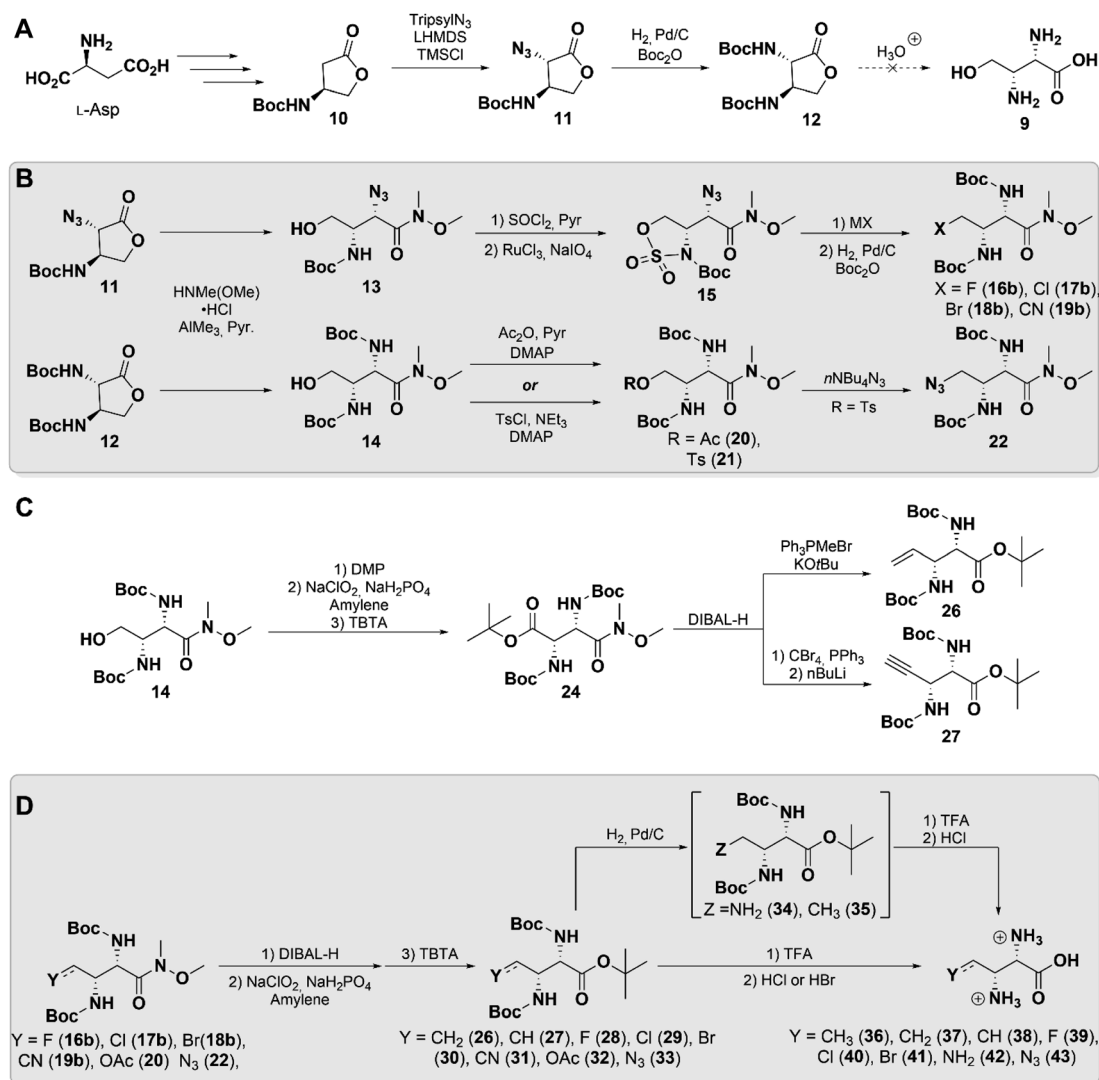 A
NH₂
HO₂C
CO₂H
L-Asp
O
O
BocHN
10
TripsylN₃
LHMDS
TMSCl
N₃
O
O
BocHN
11
H₂, Pd/C
Boc₂O
BocHN
O
O
BocHN
12
H₃O⊕
×
NH₂
HO
OH
NH₂ O
9
B
N₃
O
O
BocHN
11
HNMe(OMe)
•HCl
AlMe₃, Pyr.
N₃
HO
N
O
NH O
Boc
13
1) SOCl₂, Pyr
2) RuCl₃, NaIO₄
N₃
O
N
O
S N O
O O Boc
15
1) MX
2) H₂, Pd/C
Boc₂O
Boc
NH
X
N
O
NH O
Boc
X = F (16b), Cl (17b),
Br (18b), CN (19b)
BocHN
O
O
BocHN
12
Boc
NH
HO
N
O
NH O
Boc
14
Ac₂O, Pyr
DMAP
or
TsCl, NEt₃
DMAP
Boc
NH
RO
N
O
NH O
Boc
R = Ac (20),
Ts (21)
nNBu₄N₃
R = Ts
Boc
NH
N₃
N
O
NH O
Boc
22
C
Boc
NH
HO
N
O
NH O
Boc
14
1) DMP
2) NaClO₂, NaH₂PO₄
Amylene
3) TBTA
O HN Boc
O
N
O
NH O
Boc
24
DIBAL-H
Ph₃PMeBr
KOtBu
Boc
NH
O
NH O
Boc
26
1) CBr₄, PPh₃
2) nBuLi
Boc
NH
O
NH O
Boc
27
D
Boc
NH
Y
N
O
NH O
Boc
Y = F (16b), Cl (17b), Br(18b),
CN (19b), OAc (20) N₃ (22),
1) DIBAL-H
2) NaClO₂, NaH₂PO₄
Amylene
3) TBTA
Boc
NH
Y
O
NH O
Boc
Y = CH₂ (26), CH (27), F (28), Cl (29), Br
(30), CN (31), OAc (32), N₃ (33)
H₂, Pd/C
Boc
NH
Z
O
NH O
Boc
Z =NH₂ (34), CH₃ (35)
1) TFA
2) HCl
1) TFA
2) HCl or HBr
⊕ NH₃
Y
OH
⊕ NH₃ O
Y = CH₃ (36), CH₂ (37), CH (38), F (39),
Cl (40), Br (41), NH₂ (42), N₃ (43)